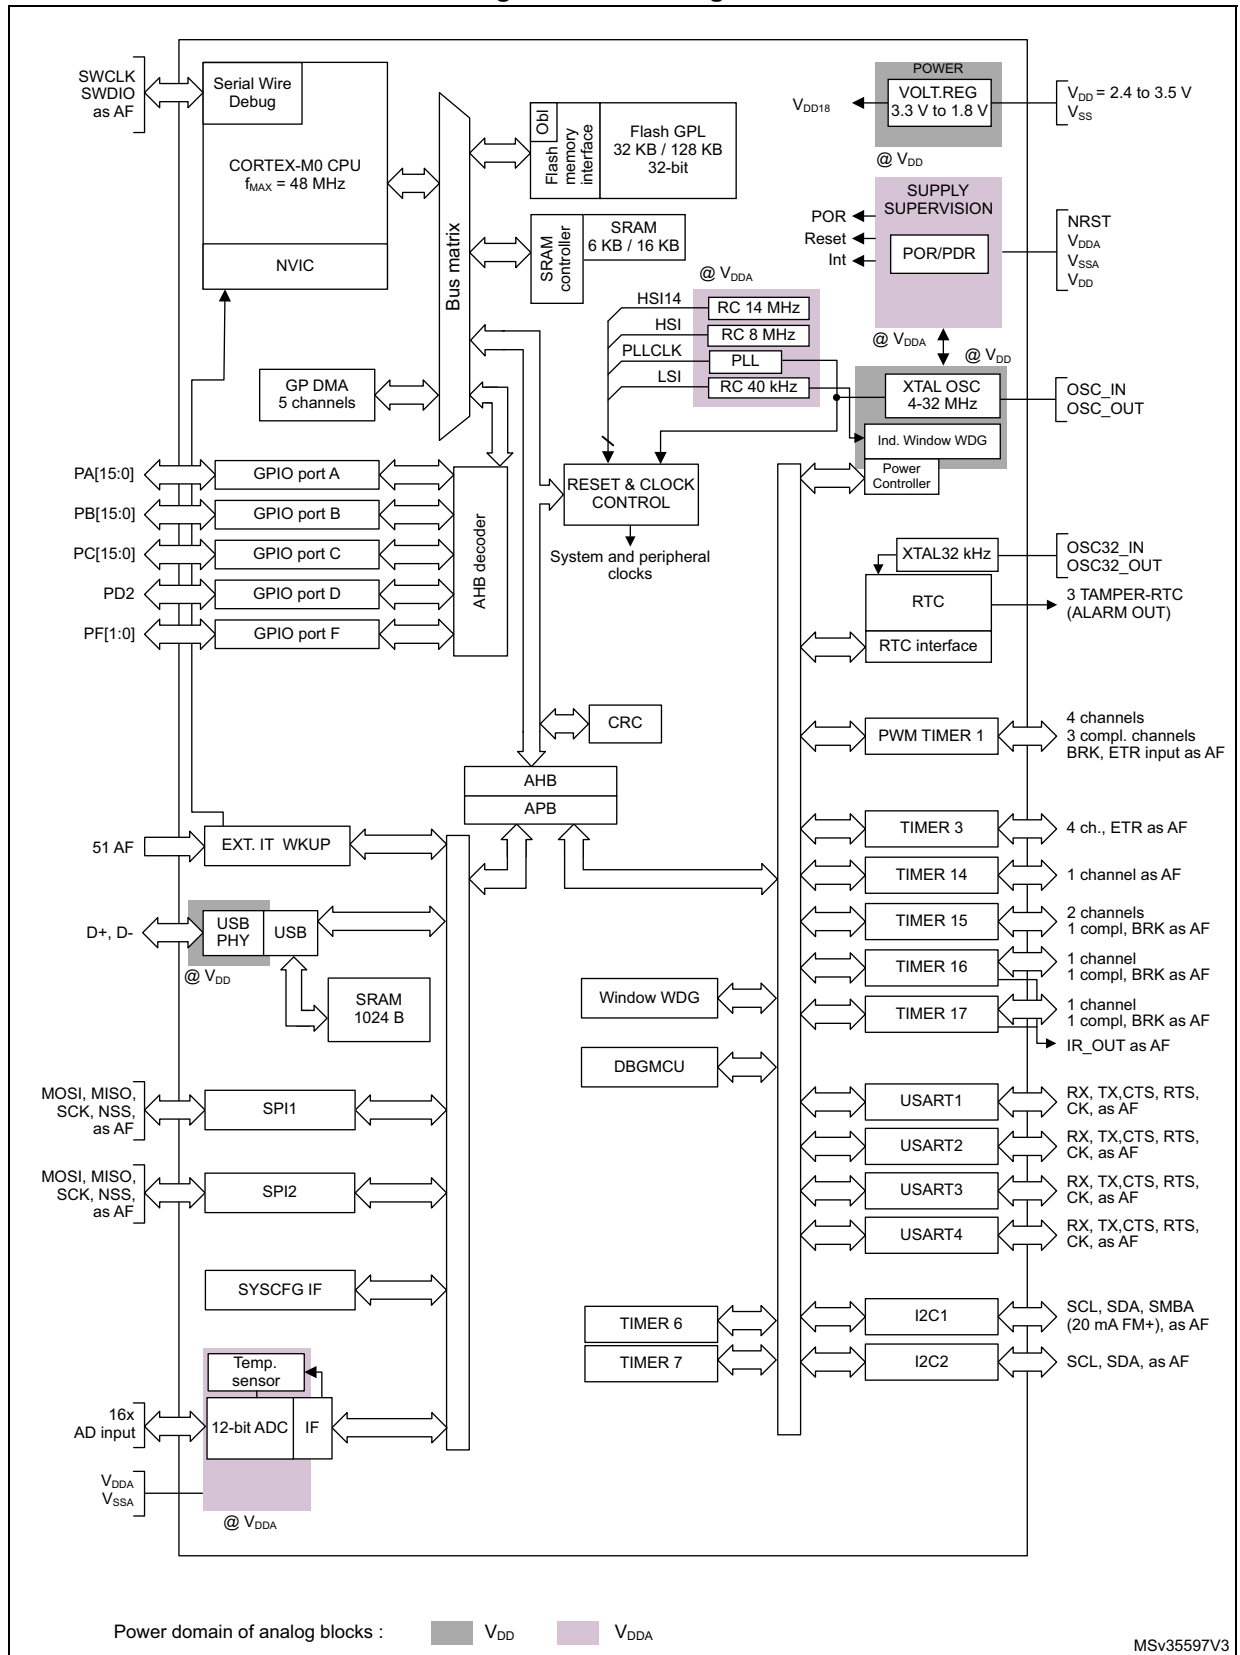 SWCLK
SWDIO
as AF
Serial Wire
Debug
CORTEX-M0 CPU
fMAX = 48 MHz
NVIC
Bus matrix
Obl
Flash
memory
interface
Flash GPL
32 KB / 128 KB
32-bit
SRAM
controller
SRAM
6 KB / 16 KB
POWER
VOLT.REG
3.3 V to 1.8 V
VDD18
VDD = 2.4 to 3.5 V
VSS
@ VDD
SUPPLY
SUPERVISION
POR
Reset
Int
POR/PDR
NRST
VDDA
VSSA
VDD
@ VDDA
HSI14
RC 14 MHz
HSI
RC 8 MHz
PLLCLK
PLL
LSI
RC 40 kHz
@ VDDA
@ VDD
XTAL OSC
4-32 MHz
OSC_IN
OSC_OUT
Ind. Window WDG
Power
Controller
GP DMA
5 channels
PA[15:0]
GPIO port A
PB[15:0]
GPIO port B
PC[15:0]
GPIO port C
PD2
GPIO port D
PF[1:0]
GPIO port F
AHB decoder
RESET & CLOCK
CONTROL
System and peripheral
clocks
XTAL32 kHz
OSC32_IN
OSC32_OUT
RTC
3 TAMPER-RTC
(ALARM OUT)
RTC interface
CRC
PWM TIMER 1
4 channels
3 compl. channels
BRK, ETR input as AF
AHB
APB
51 AF
EXT. IT WKUP
TIMER 3
4 ch., ETR as AF
TIMER 14
1 channel as AF
D+, D-
USB
PHY
USB
@ VDD
SRAM
1024 B
TIMER 15
2 channels
1 compl, BRK as AF
TIMER 16
1 channel
1 compl, BRK as AF
Window WDG
TIMER 17
1 channel
1 compl, BRK as AF
IR_OUT as AF
DBGMCU
MOSI, MISO,
SCK, NSS,
as AF
SPI1
USART1
RX, TX,CTS, RTS,
CK, as AF
USART2
RX, TX,CTS, RTS,
CK, as AF
MOSI, MISO,
SCK, NSS,
as AF
SPI2
USART3
RX, TX,CTS, RTS,
CK, as AF
USART4
RX, TX,CTS, RTS,
CK, as AF
SYSCFG IF
TIMER 6
I2C1
SCL, SDA, SMBA
(20 mA FM+), as AF
TIMER 7
I2C2
SCL, SDA, as AF
Temp.
sensor
16x
AD input
12-bit ADC
IF
VDDA
VSSA
@ VDDA
Power domain of analog blocks :
VDD
VDDA
MSv35597V3